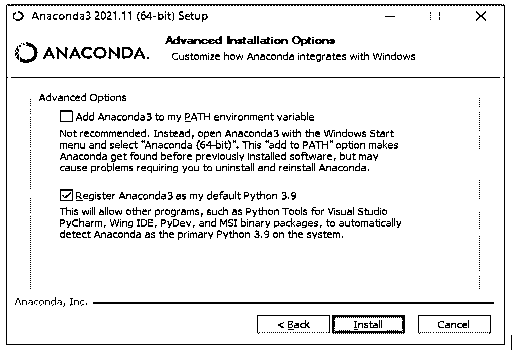 Anaconda3 2021.11 (64-bit) Setup
ANACONDA.
Advanced Installation Options
Customize how Anaconda integrates with Windows
Advanced Options
Add Anaconda3 to my PATH environment variable
Not recommended. Instead, open Anaconda3 with the Windows Start
menu and select "Anaconda (64-bit)". This "add to PATH" option makes
Anaconda get found before previously installed software, but may
cause problems requiring you to uninstall and reinstall Anaconda.
Register Anaconda3 as my default Python 3.9
This will allow other programs, such as Python Tools for Visual Studio
PyCharm, Wing IDE, PyDev, and MSI binary packages, to automatically
detect Anaconda as the primary Python 3.9 on the system.
Anaconda, Inc.
< Back
Install
Cancel